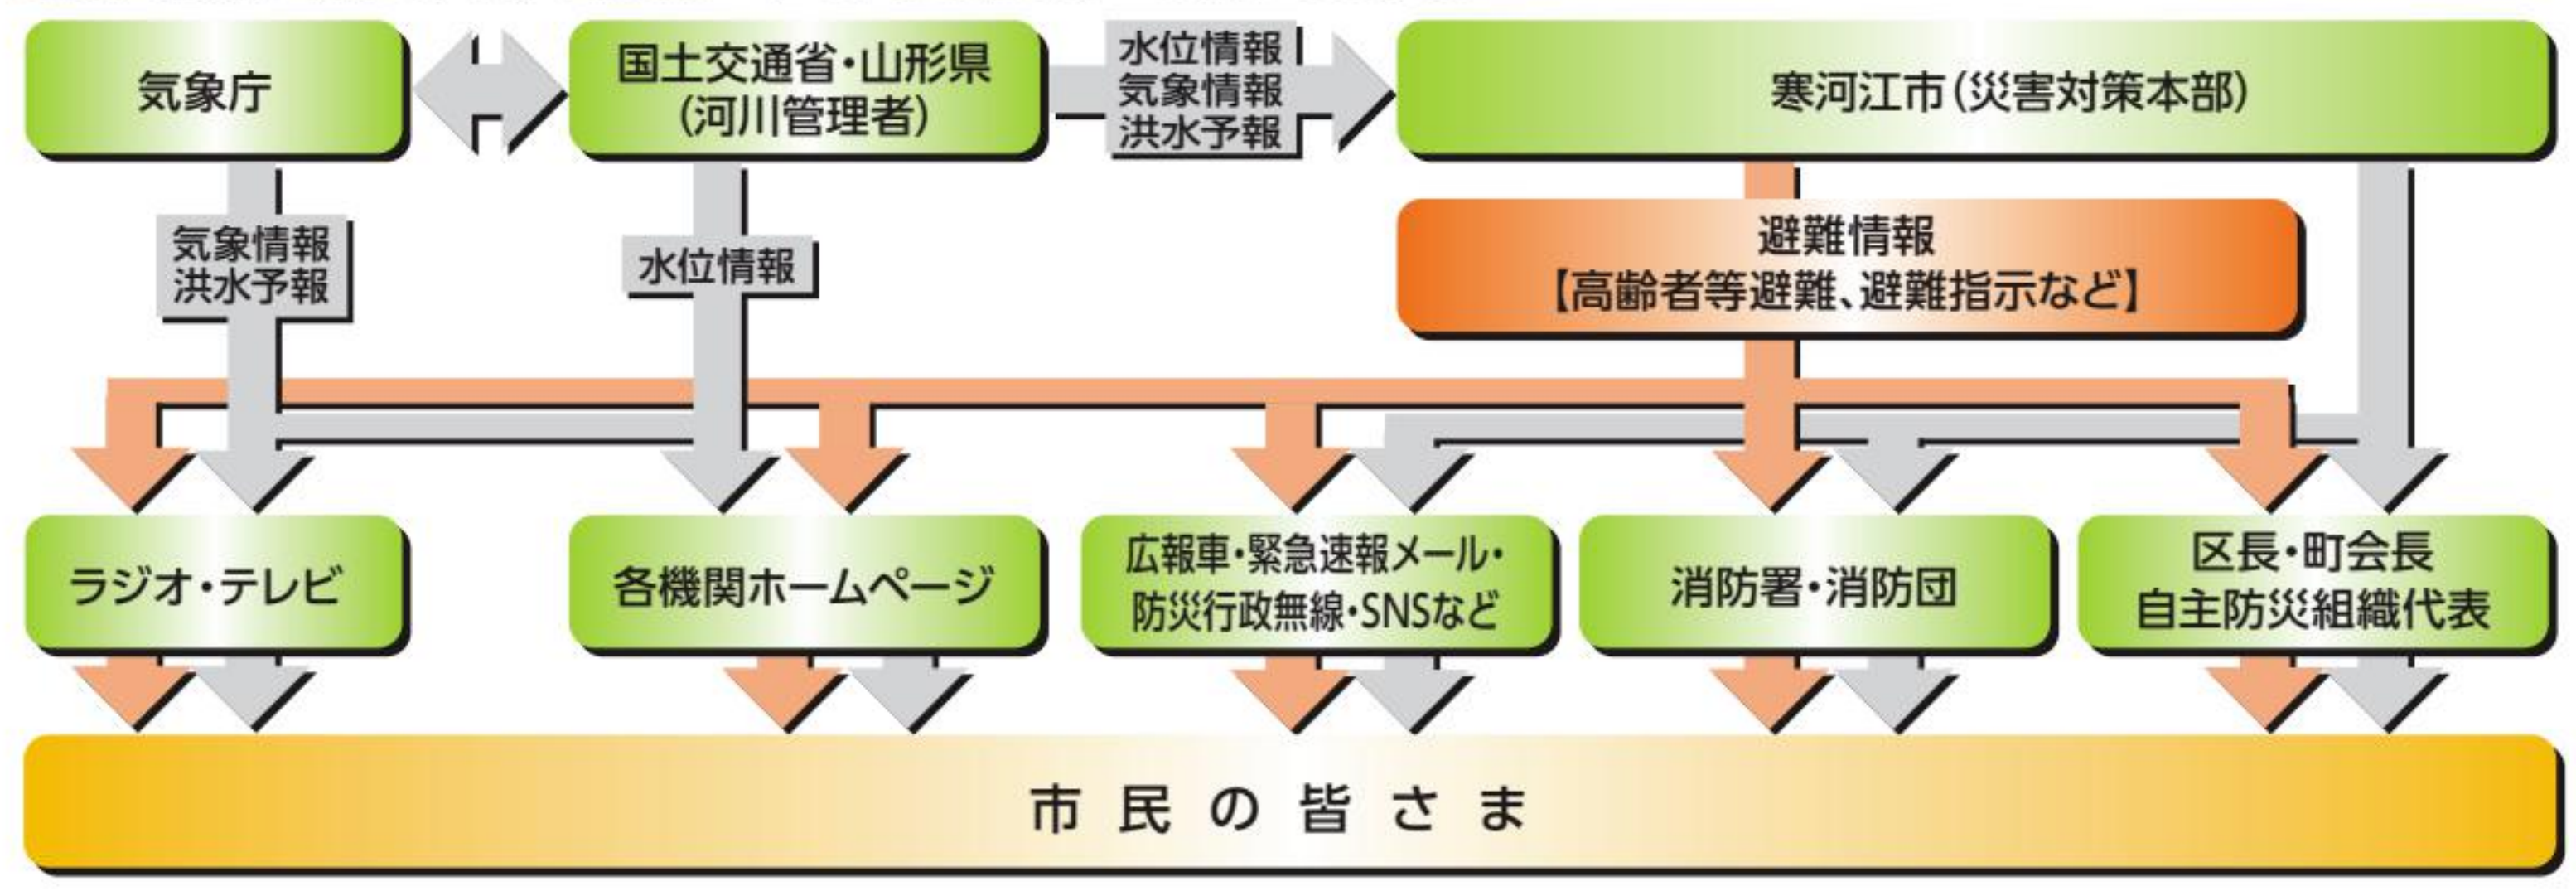 気象庁
国土交通省・山形県
(河川管理者)
水位情報
気象情報
洪水予報
寒河江市(災害対策本部)
気象情報
洪水予報
水位情報
避難情報
【高齢者等避難、避難指示など】
ラジオ・テレビ
各機関ホームページ
広報車・緊急速報メール・
防災行政無線・SNSなど
消防署・消防団
区長・町会長
自主防災組織代表
市民の皆さま